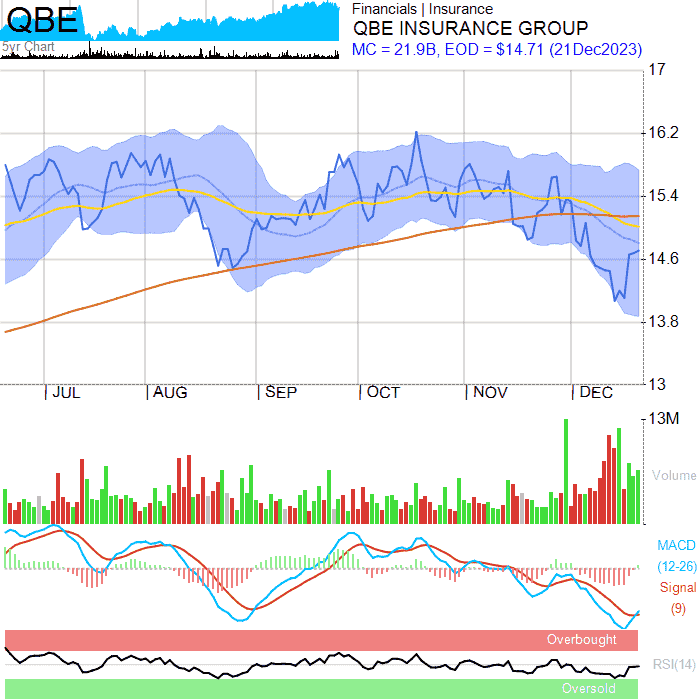 QBE
5yr Chart
Financials | Insurance
QBE INSURANCE GROUP
MC = 21.9B, EOD = $14.71 (21Dec2023)
17
16.2
15.4
14.6
13.8
13
JUL AUG SEP OCT NOV DEC
13M
Volume
MACD
(12-26)
Signal
(9)
Overbought
RSI(14)
Oversold